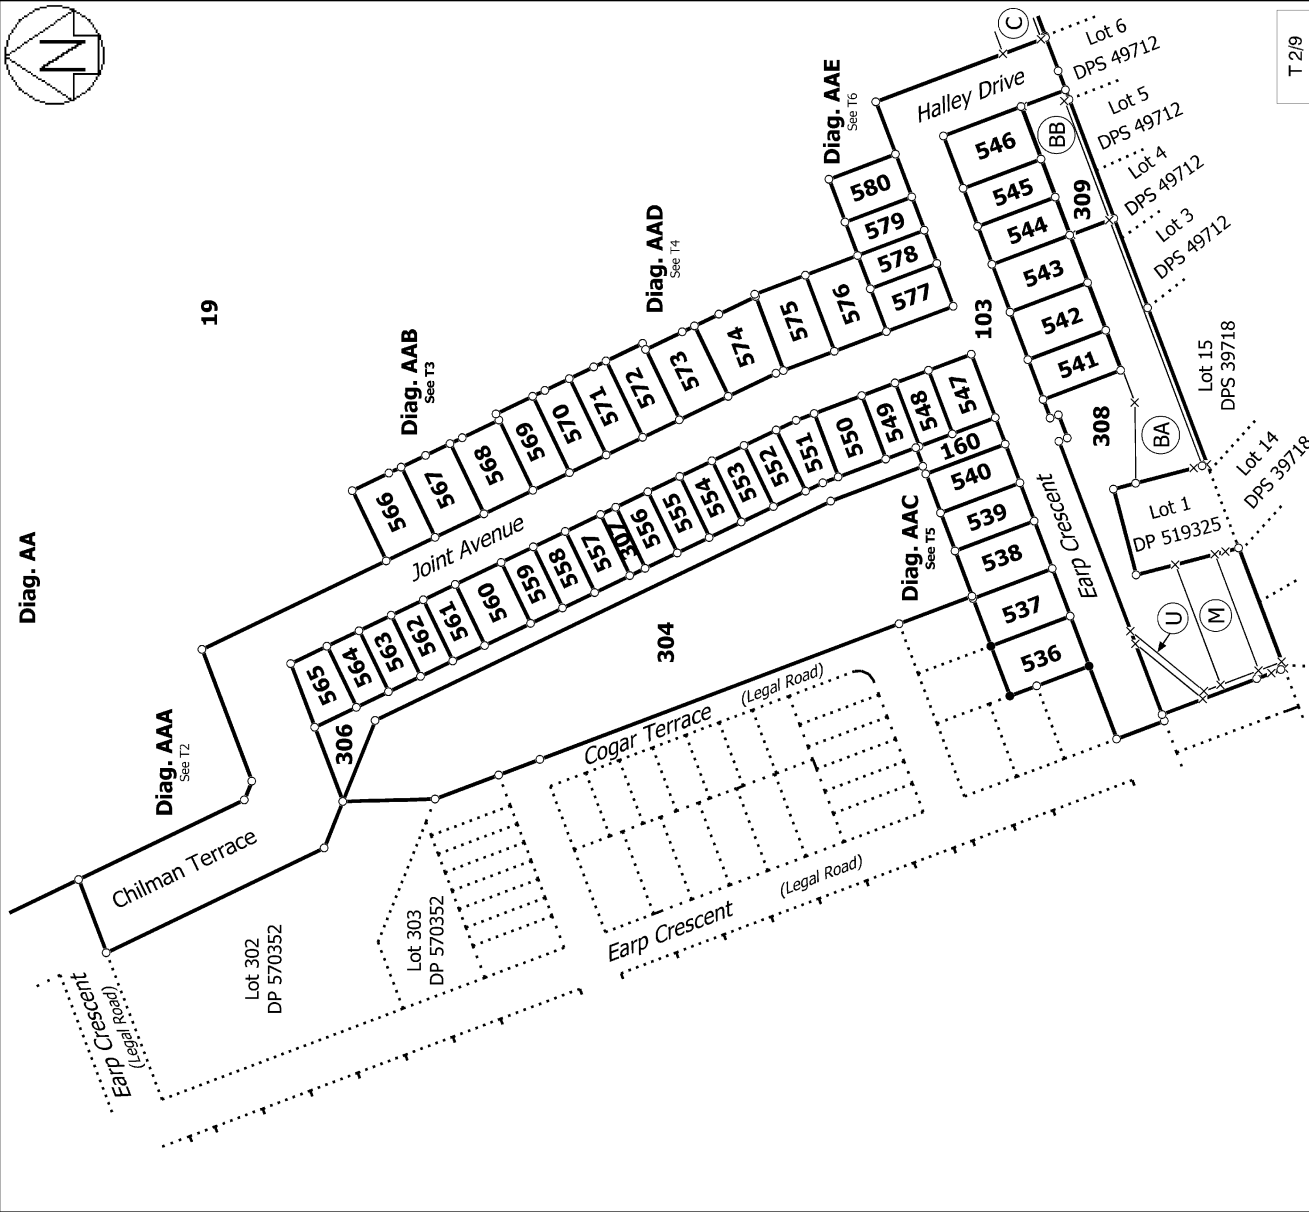 N
Diag. AA
Diag. AAA
See T2
Diag. AAB
See T3
Diag. AAD
See T4
Diag. AAE
See T6
Diag. AAC
See T5
19
103
304
306
307
308
309
160
536
537
538
539
540
541
542
543
544
545
546
547
548
549
550
551
552
553
554
555
556
557
558
559
560
561
562
563
564
565
566
567
568
569
570
571
572
573
574
575
576
577
578
579
580
Chilman Terrace
Joint Avenue
Halley Drive
Earp Crescent
Cogar Terrace
(Legal Road)
Earp Crescent
(Legal Road)
Earp Crescent
(Legal Road)
Lot 302
DP 570352
Lot 303
DP 570352
Lot 1
DP 519325
Lot 14
DPS 39718
Lot 15
DPS 39718
Lot 3
DPS 49712
Lot 4
DPS 49712
Lot 5
DPS 49712
Lot 6
DPS 49712
C
BB
BA
U
M
T 2/9